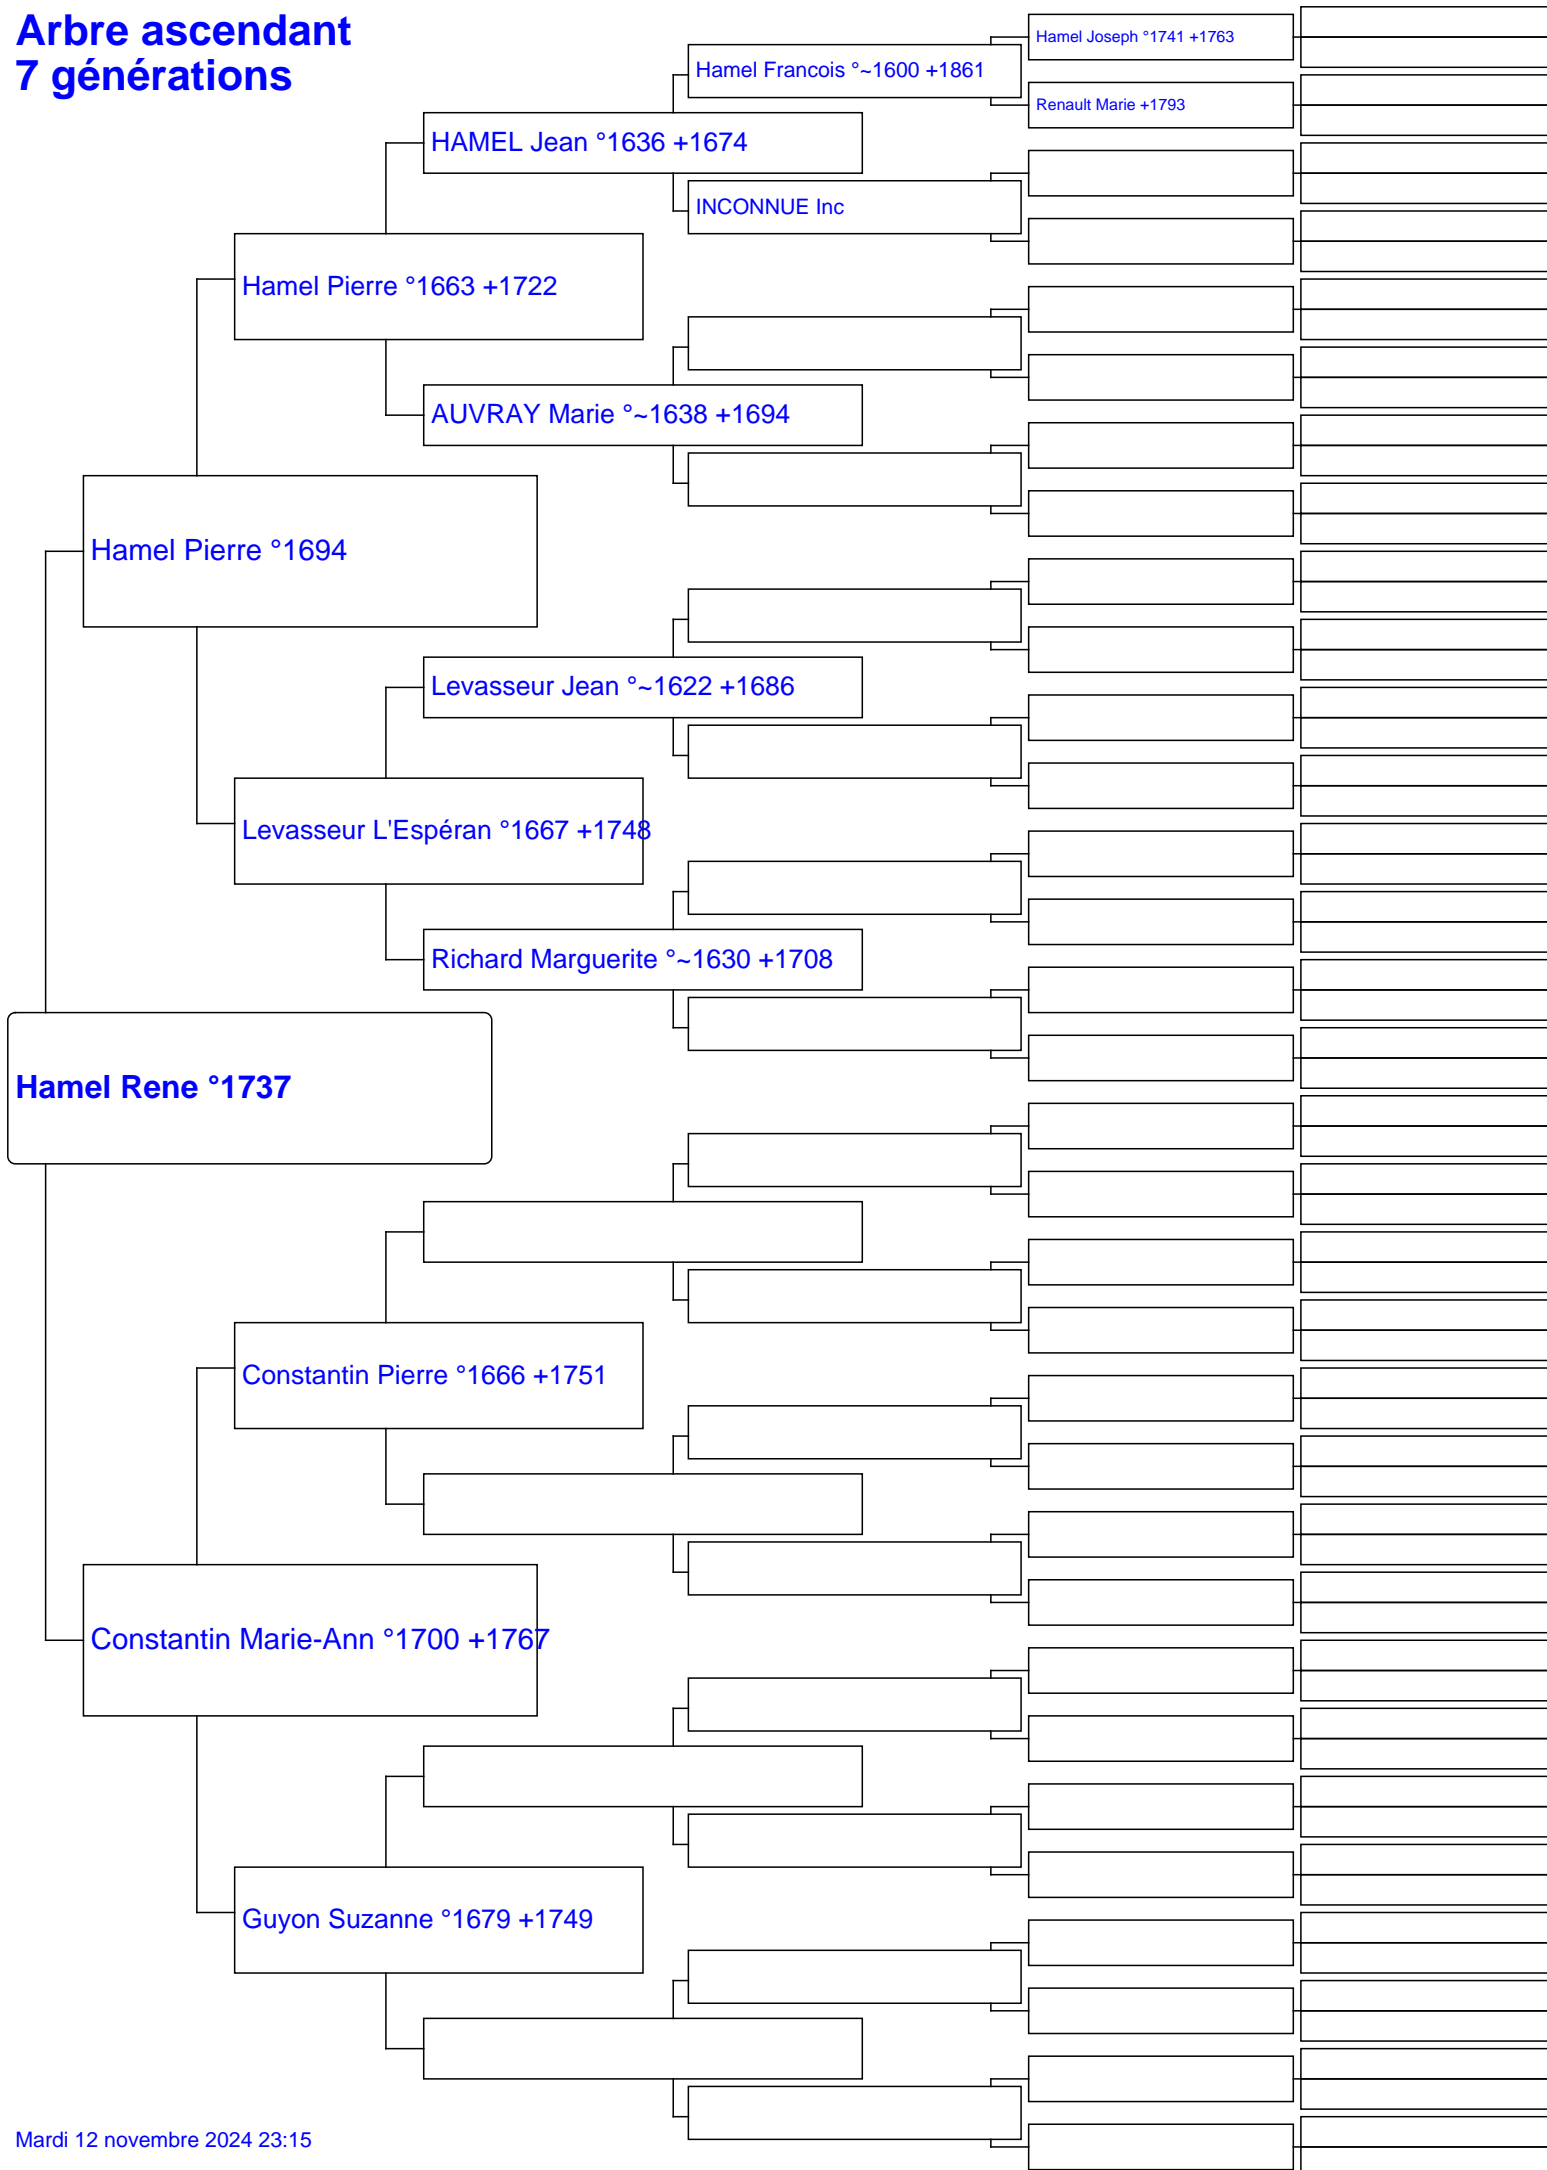 Arbre ascendant
7 générations
Hamel Joseph °1741 +1763
Hamel Francois °~1600 +1861
Renault Marie +1793
HAMEL Jean °1636 +1674
INCONNUE Inc
Hamel Pierre °1663 +1722
AUVRAY Marie °~1638 +1694
Hamel Pierre °1694
Levasseur Jean °~1622 +1686
Levasseur L'Espéran °1667 +1748
Richard Marguerite °~1630 +1708
Hamel Rene °1737
Constantin Pierre °1666 +1751
Constantin Marie-Ann °1700 +1767
Guyon Suzanne °1679 +1749
Mardi 12 novembre 2024 23:15